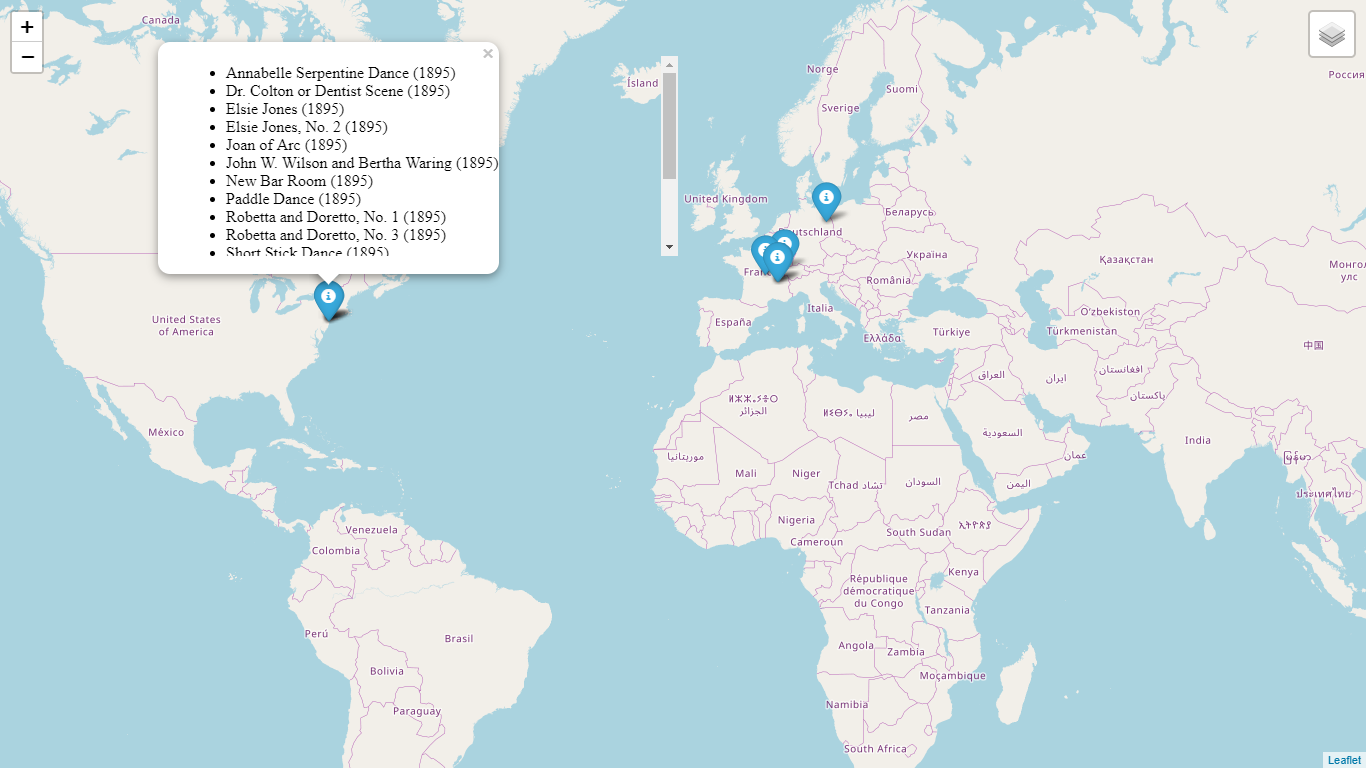 +
−
×
Annabelle Serpentine Dance (1895)
Dr. Colton or Dentist Scene (1895)
Elsie Jones (1895)
Elsie Jones, No. 2 (1895)
Joan of Arc (1895)
John W. Wilson and Bertha Waring (1895)
New Bar Room (1895)
Paddle Dance (1895)
Robetta and Doretto, No. 1 (1895)
Robetta and Doretto, No. 3 (1895)
Short Stick Dance (1895)
Canada
Ísland
Norge
Suomi
Россия
Sverige
United Kingdom
Беларусь
Deutschland
Україна
France
Қазақстан
Монгол
улс
România
Italia
United States
of America
España
Oʻzbekiston
Türkiye
Türkmenistan
Ελλάδα
中国
افغانستان
العراق
ایران
پاکستان
ⵍⵣⵣⴰⵢⴻⵔ
الجزائر
ليبيا
مصر
México
السعودية
India
موريتانيا
عمان
Mali
Niger
Tchad تشاد
السودان
اليمن
ประเทศไทย
Nigeria
South Sudan
Venezuela
Cameroun
Colombia
Kenya
République
démocratique
du Congo
Tanzania
Perú
Brasil
Angola
Zambia
Bolivia
Moçambique
Namibia
Paraguay
South Africa
Leaflet